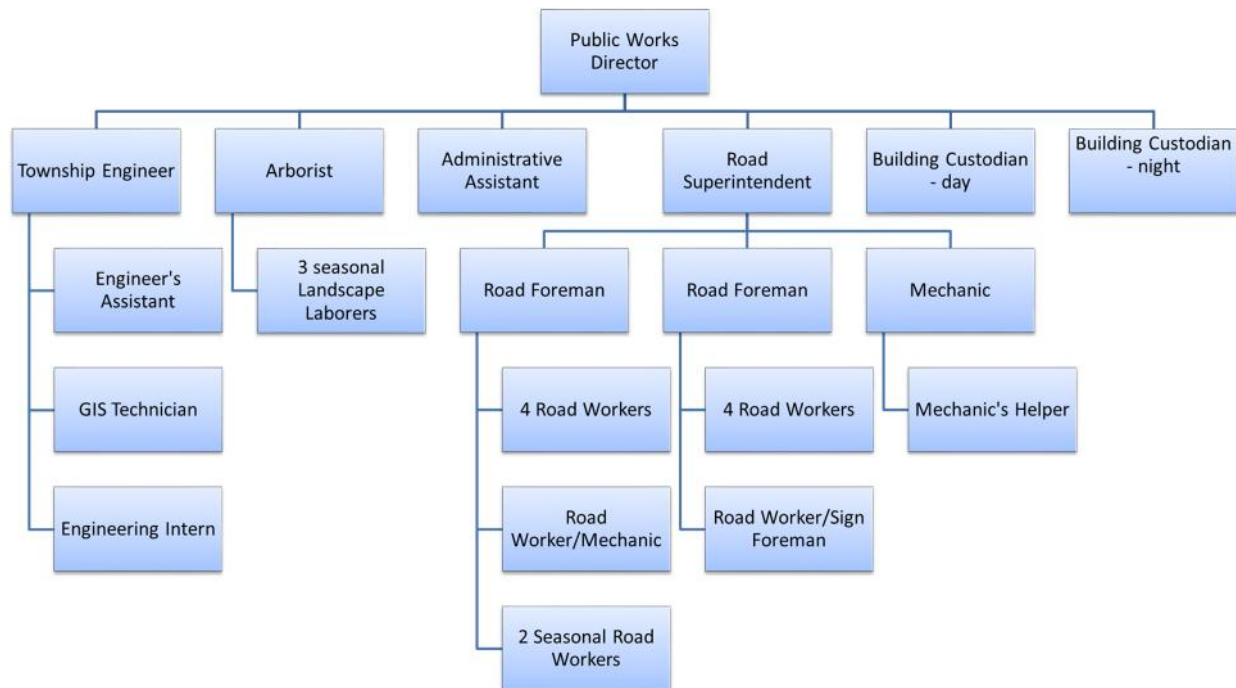 Public Works
Director
Township Engineer
Arborist
Administrative
Assistant
Road
Superintendent
Building Custodian
- day
Building Custodian
- night
Engineer's
Assistant
GIS Technician
Engineering Intern
3 seasonal
Landscape
Laborers
Road Foreman
4 Road Workers
Road
Worker/Mechanic
2 Seasonal Road
Workers
Road Foreman
4 Road Workers
Road Worker/Sign
Foreman
Mechanic
Mechanic's Helper